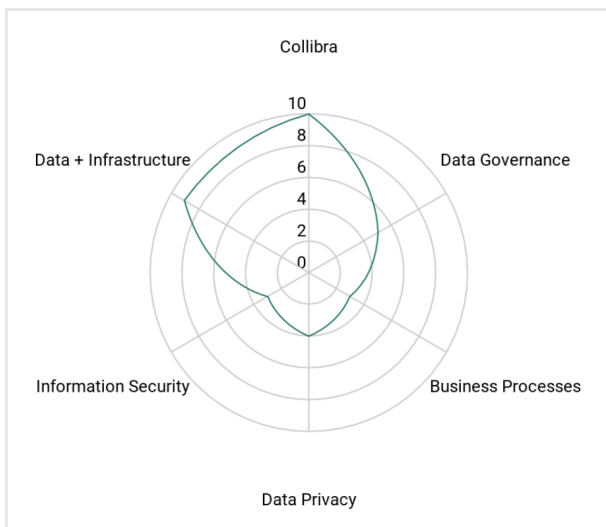 Collibra
10
8
Data + Infrastructure
Data Governance
6
4
2
0
Information Security
Business Processes
Data Privacy